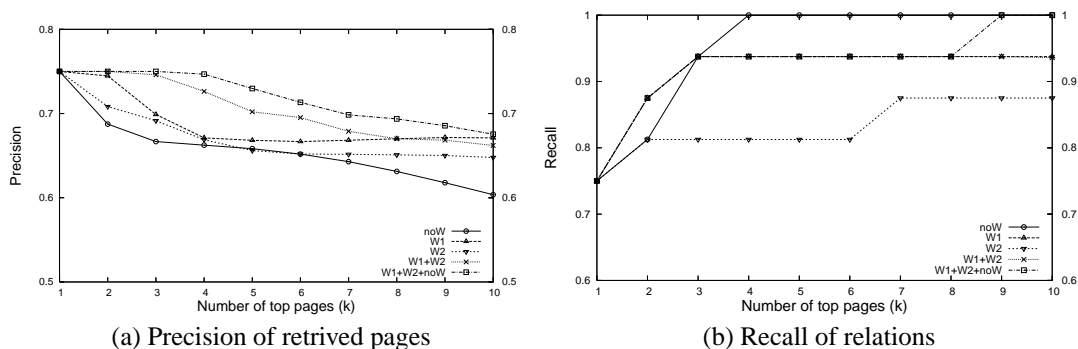 0.8
0.7
0.6
0.5
Precision
0.8
0.7
0.6
0.5
noW
W1
W2
W1+W2
W1+W2+noW
1 2 3 4 5 6 7 8 9 10
Number of top pages (k)
(a) Precision of retrived pages
1
0.9
0.8
0.7
0.6
Recall
1
0.9
0.8
0.7
0.6
noW
W1
W2
W1+W2
W1+W2+noW
1 2 3 4 5 6 7 8 9 10
Number of top pages (k)
(b) Recall of relations